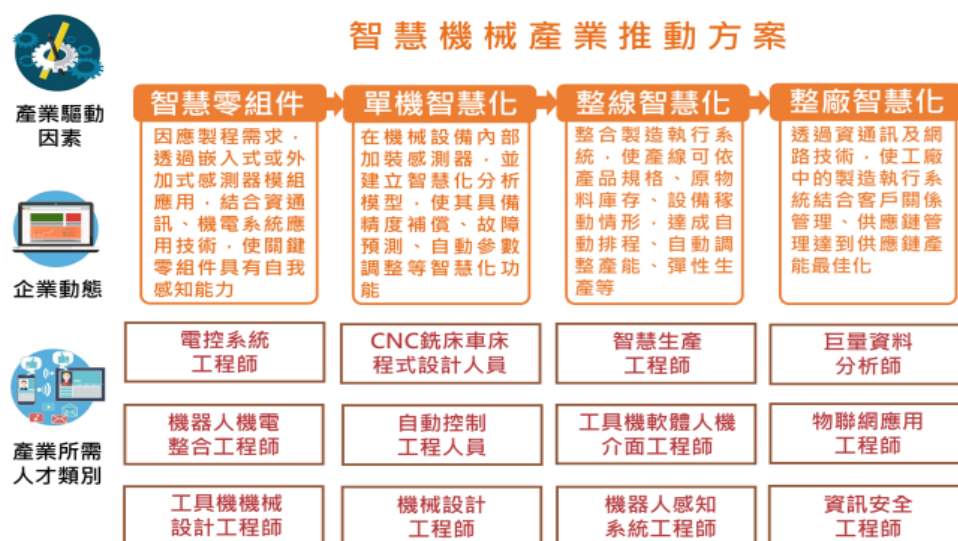 智慧機械產業推動方案
產業驅動
因素
企業動態
產業所需
人才類別
智慧零組件
因應製程需求，
透過嵌入式或外
加式感測器模組
應用，結合資通
訊、機電系統應
用技術，使關鍵
零組件具有自我
感知能力
單機智慧化
在機械設備內部
加裝感測器，並
建立智慧化分析
模型，使其具備
精度補償、故障
預測、自動參數
調整等智慧化功
能
整線智慧化
整合製造執行系
統，使產線可依
產品規格、原物
料庫存、設備稼
動情形，達成自
動排程、自動調
整產能、彈性生
產等
整廠智慧化
透過資通訊及網
路技術，使工廠
中的製造執行系
統結合客戶關係
管理、供應鏈管
理達到供應鏈產
能最佳化
電控系統
工程師
CNC銑床車床
程式設計人員
智慧生產
工程師
巨量資料
分析師
機器人機電
整合工程師
自動控制
工程人員
工具機軟體人機
介面工程師
物聯網應用
工程師
工具機機械
設計工程師
機械設計
工程師
機器人感知
系統工程師
資訊安全
工程師